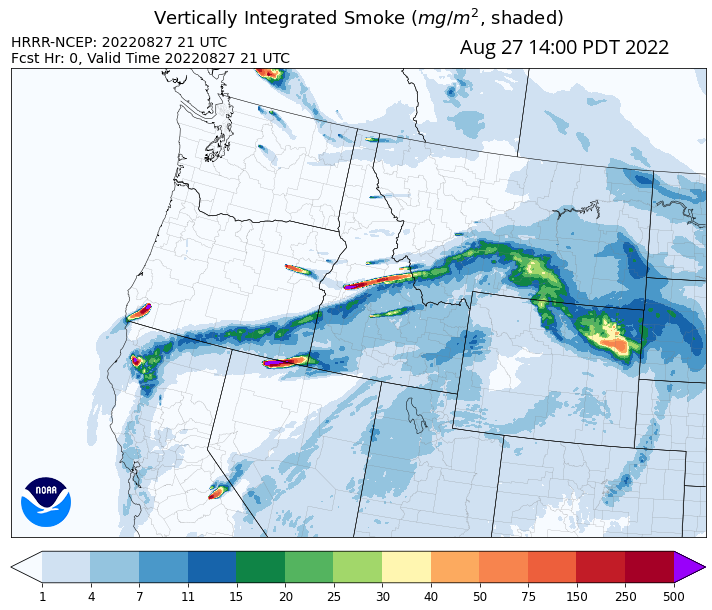 Vertically Integrated Smoke (mg/m², shaded)
HRRR-NCEP: 20220827 21 UTC
Fcst Hr: 0, Valid Time 20220827 21 UTC
Aug 27 14:00 PDT 2022
NOAA
1 4 7 11 15 20 25 30 40 50 75 150 250 500